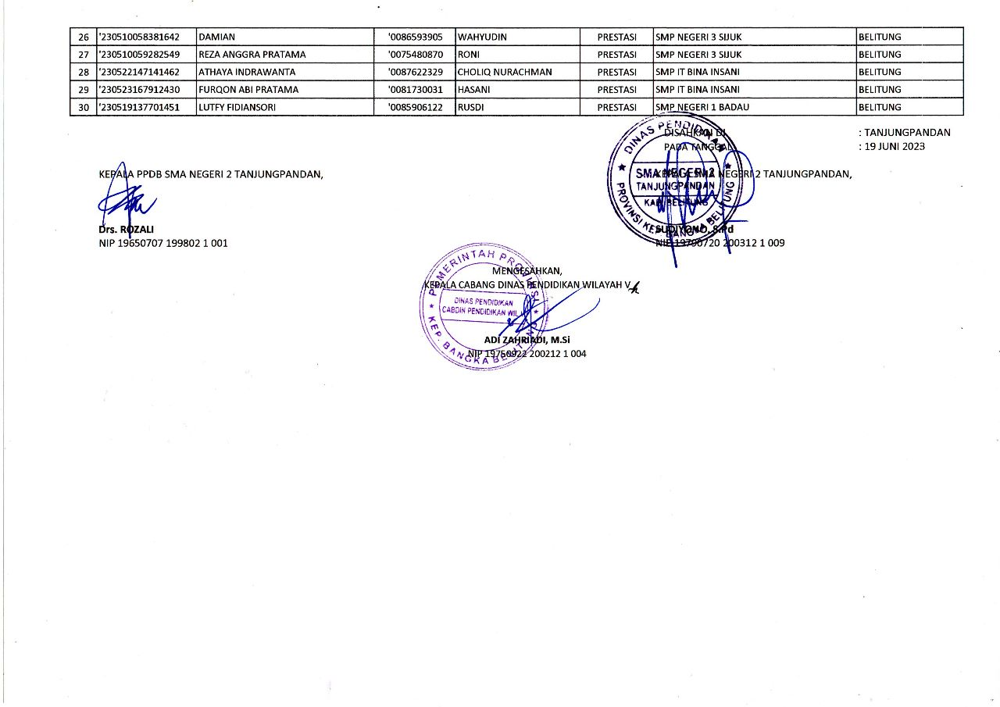 26 '230510058381642 DAMIAN '0086593905 WAHYUDIN PRESTASI SMP NEGERI 3 SIJUK BELITUNG
27 '230510059282549 REZA ANGGRA PRATAMA '0075480870 RONI PRESTASI SMP NEGERI 3 SIJUK BELITUNG
28 '230522147141462 ATHAYA INDRAWANTA '0087622329 CHOLIQ NURACHMAN PRESTASI SMP IT BINA INSANI BELITUNG
29 '230523167912430 FURQON ABI PRATAMA '0081730031 HASANI PRESTASI SMP IT BINA INSANI BELITUNG
30 '230519137701451 LUTFY FIDIANSORI '0085906122 RUSDI PRESTASI SMP NEGERI 1 BADAU BELITUNG
DISAHKAN DI : TANJUNGPANDAN
PADA TANGGAL : 19 JUNI 2023
KEPALA PPDB SMA NEGERI 2 TANJUNGPANDAN,
KEPALA SMA NEGERI 2 TANJUNGPANDAN,
DINAS PENDIDIKAN
SMA NEGERI 2
TANJUNGPANDAN
KAB. BELITUNG
PROVINSI KEP. BANGKA BELITUNG
Drs. ROZALI
SUDIYONO, S.Pd
NIP 19650707 199802 1 001
NIP 19790720 200312 1 009
MENGESAHKAN,
KEPALA CABANG DINAS PENDIDIKAN WILAYAH V
PEMERINTAH PROVINSI
DINAS PENDIDIKAN
CABDIN PENDIDIKAN WIL
KEP. BANGKA BELITUNG
ADI ZAHRIADI, M.Si
NIP 19750922 200212 1 004